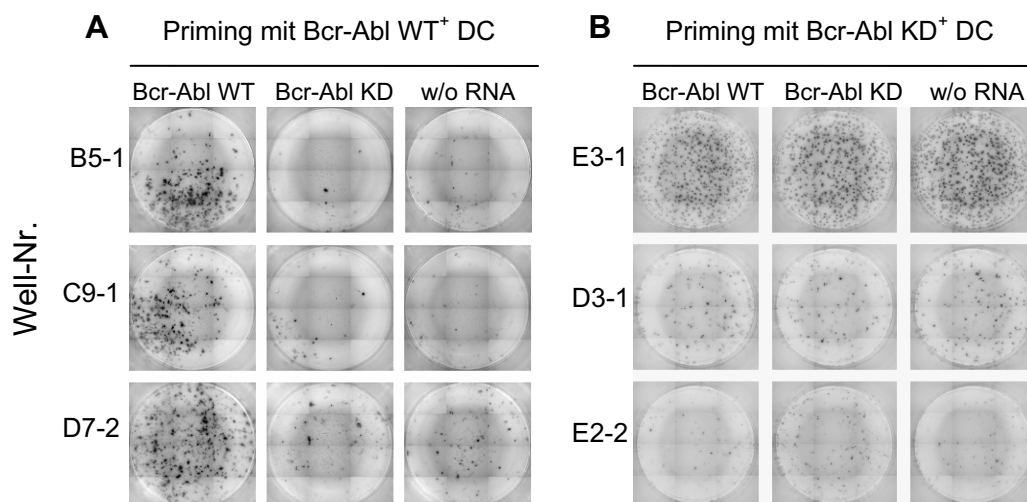 A Priming mit Bcr-Abl WT⁺ DC
Bcr-Abl WT Bcr-Abl KD w/o RNA
B5-1
C9-1
D7-2
Well-Nr.
B Priming mit Bcr-Abl KD⁺ DC
Bcr-Abl WT Bcr-Abl KD w/o RNA
E3-1
D3-1
E2-2